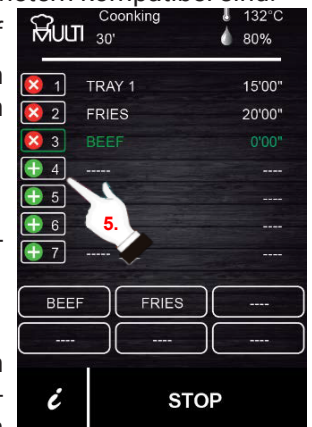 MULTI Coonking 132°C
30' 80%
1 TRAY 1 15'00"
2 FRIES 20'00"
3 BEEF 0'00"
4 ----- ----
5 ----
6 ----
7 ----- ----
5.
BEEF FRIES ----
---- ---- ----
i STOP